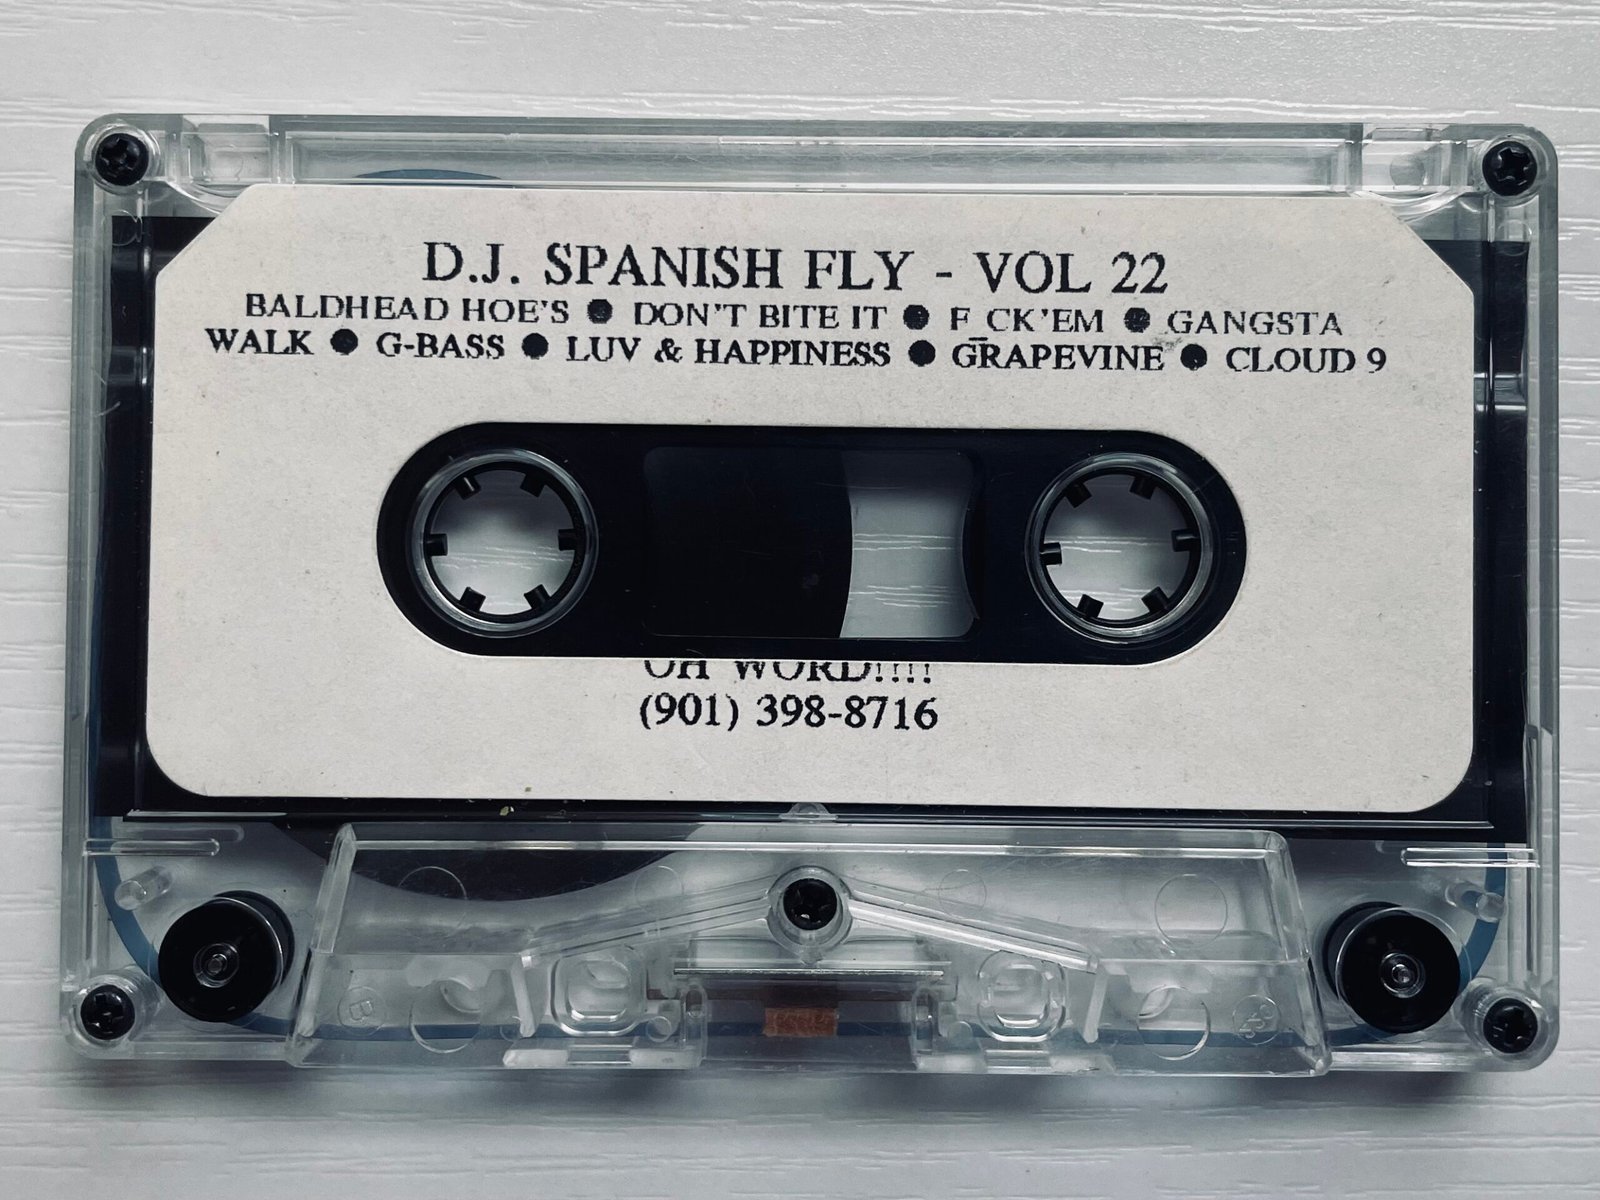 D.J. SPANISH FLY - VOL 22
BALDHEAD HOE'S ● DON'T BITE IT ● F_CK'EM ● GANGSTA
WALK ● G-BASS ● LUV & HAPPINESS ● GRAPEVINE ● CLOUD 9
OH WORD!!!!
(901) 398-8716
B